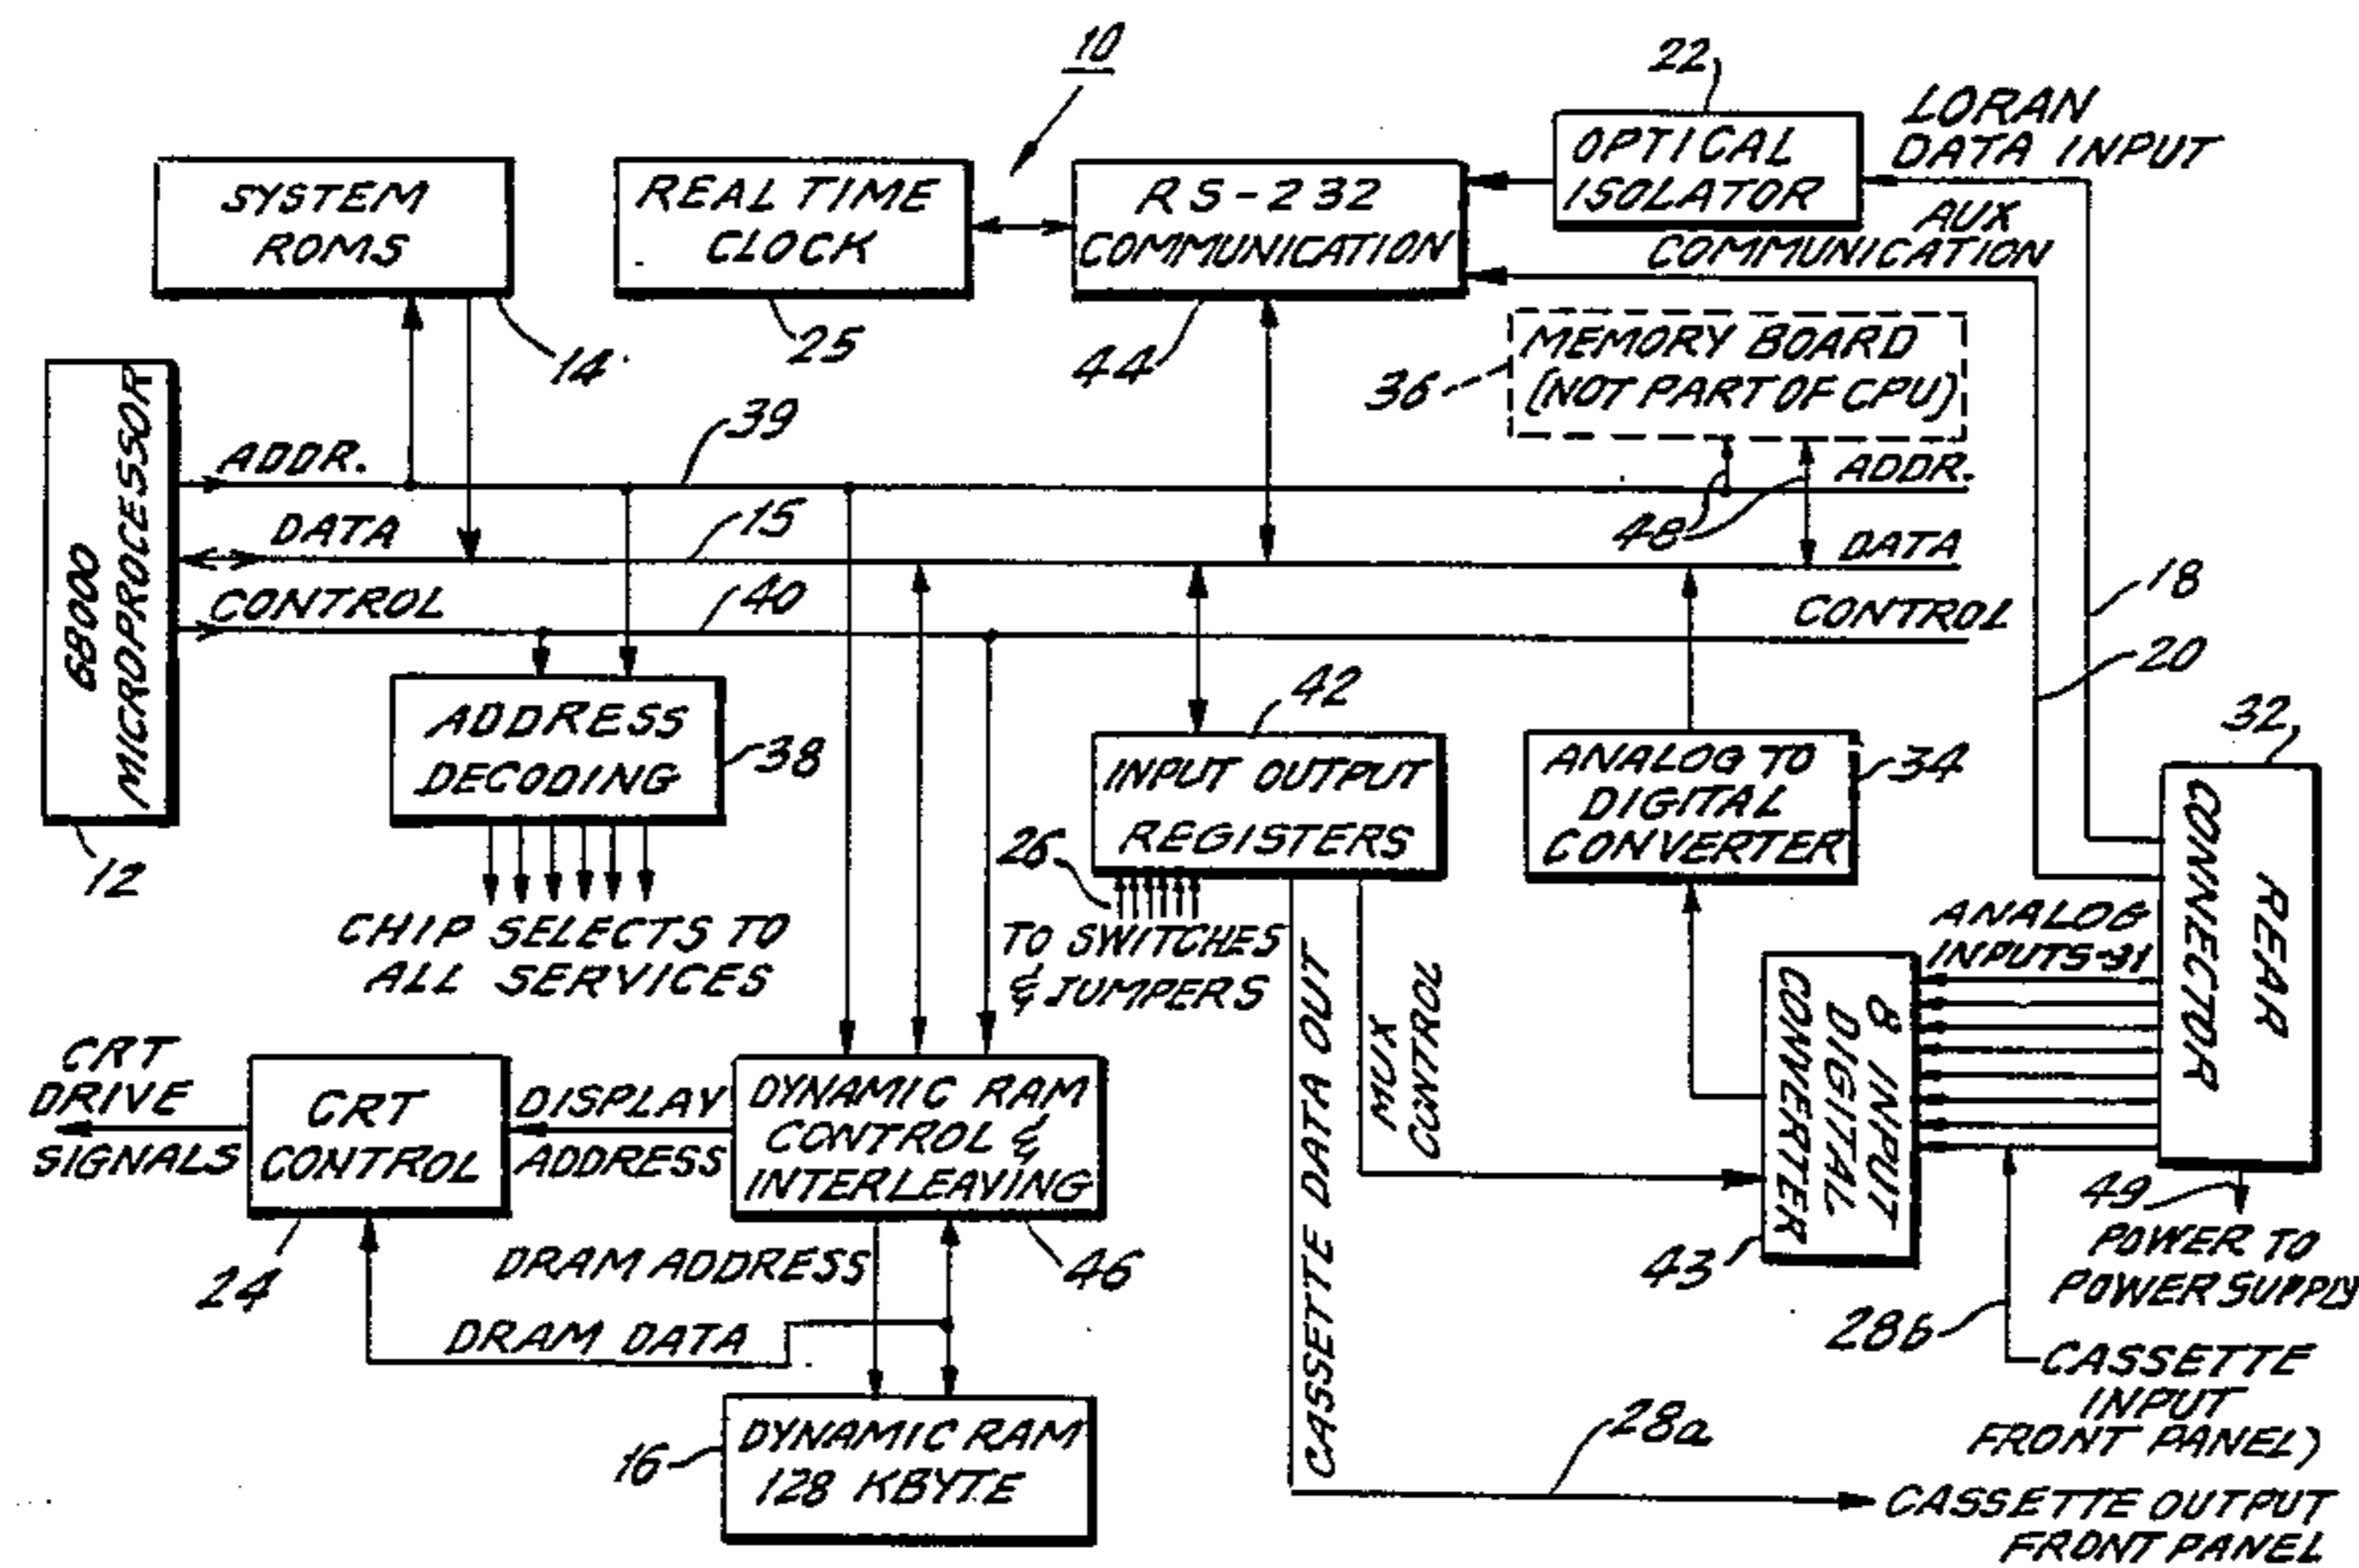 10
22
LORAN
DATA INPUT
OPTICAL
ISOLATOR
AUX
COMMUNICATION
SYSTEM
ROMS
14
REAL TIME
CLOCK
25
RS-232
COMMUNICATION
44
MEMORY BOARD
(NOT PART OF CPU)
36
68000
MICROPROCESSOR
12
ADDR.
39
ADDR.
48
DATA
15
DATA
CONTROL
40
CONTROL
18
20
ADDRESS
DECODING
38
CHIP SELECTS TO
ALL SERVICES
42
INPUT OUTPUT
REGISTERS
26
TO SWITCHES
& JUMPERS
ANALOG TO
DIGITAL
CONVERTER
34
32
REAR
CONNECTOR
ANALOG
INPUTS-31
8 INPUT
DIGITAL
CONVERTER
43
MUX
CONTROL
CASSETTE DATA OUT
CRT
DRIVE
SIGNALS
CRT
CONTROL
24
DISPLAY
ADDRESS
DYNAMIC RAM
CONTROL &
INTERLEAVING
46
DRAM ADDRESS
DRAM DATA
16
DYNAMIC RAM
128 KBYTE
49
POWER TO
POWER SUPPLY
28b
CASSETTE
INPUT
FRONT PANEL)
28a
CASSETTE OUTPUT
FRONT PANEL